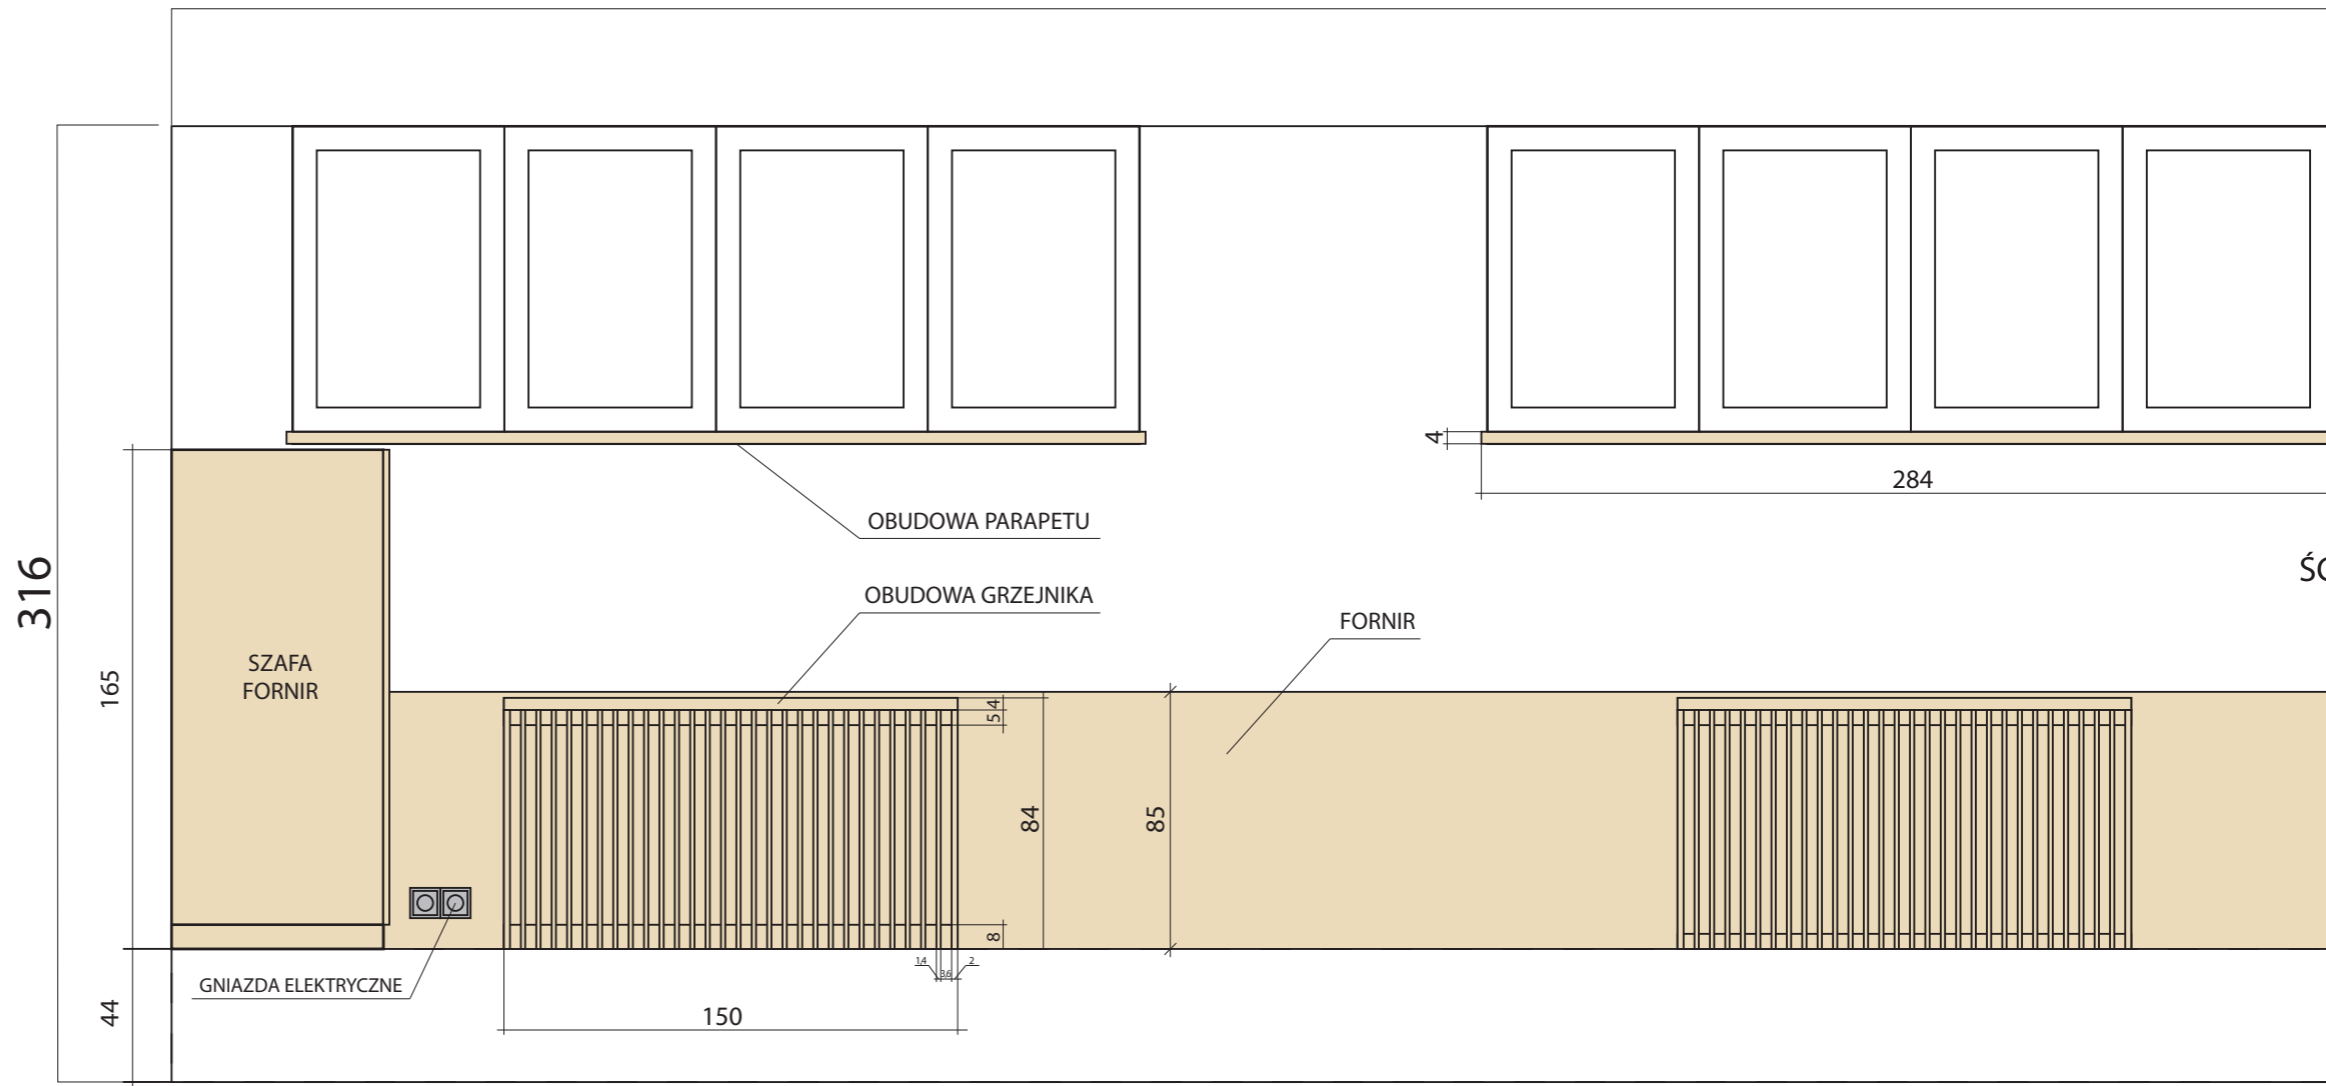 4
284
OBUDOWA PARAPETU
316
OBUDOWA GRZEJNIKA
FORNIR
165
SZAFA
FORNIR
4
5
84
85
8
14
36
2
GNIAZDA ELEKTRYCZNE
44
150